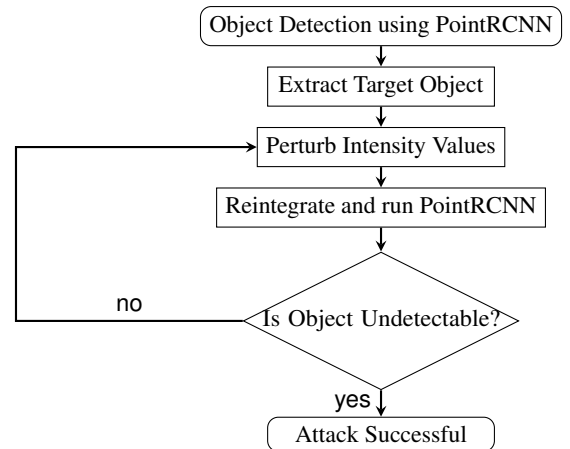 Object Detection using PointRCNN
Extract Target Object
Perturb Intensity Values
Reintegrate and run PointRCNN
no
Is Object Undetectable?
yes
Attack Successful